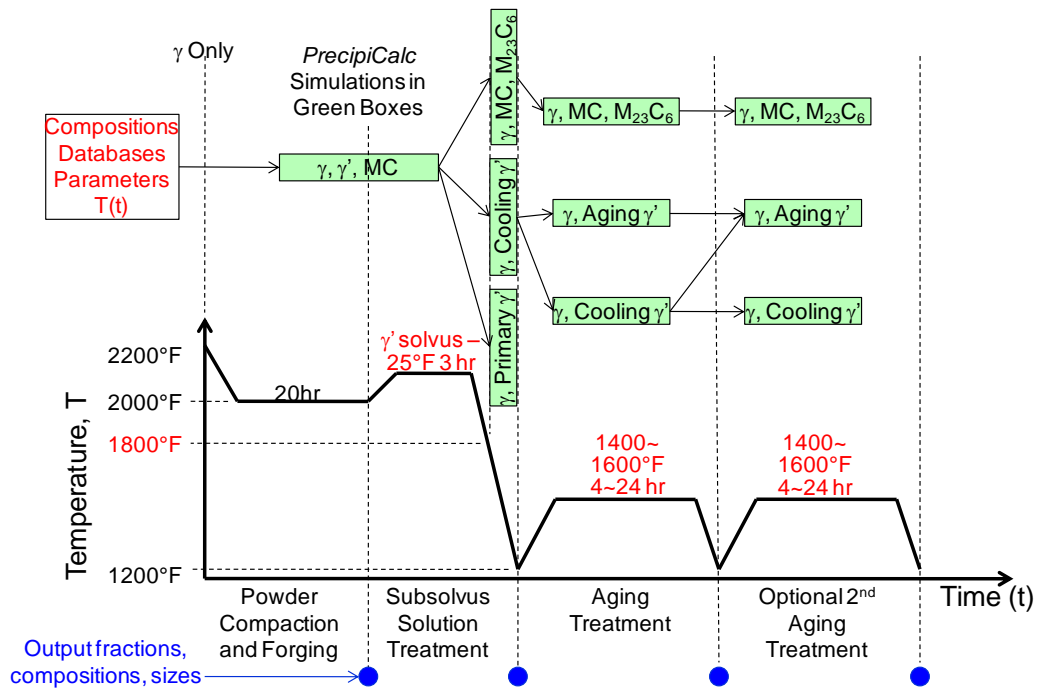 γ Only
PrecipiCalc
Simulations in
Green Boxes
Compositions
Databases
Parameters
T(t)
γ, γ’, MC
γ, MC, M₂₃C₆
γ, Cooling γ’
γ, Primary γ’
γ, MC, M₂₃C₆
γ, MC, M₂₃C₆
γ, Aging γ’
γ, Aging γ’
γ, Cooling γ’
γ, Cooling γ’
Temperature, T
2200°F
2000°F
1800°F
1200°F
20hr
γ’ solvus –
25°F 3 hr
1400~
1600°F
4~24 hr
1400~
1600°F
4~24 hr
Time (t)
Powder
Compaction
and Forging
Subsolvus
Solution
Treatment
Aging
Treatment
Optional 2ⁿᵈ
Aging
Treatment
Output fractions,
compositions, sizes